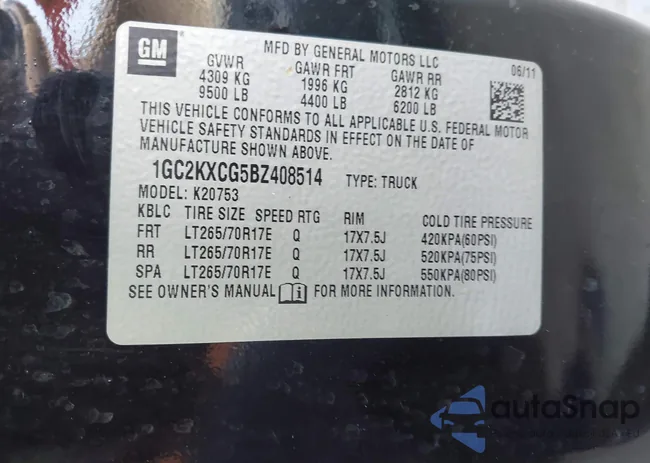 GM
MFD BY GENERAL MOTORS LLC
06/11
GVWR GAWR FRT GAWR RR
4309 KG 1996 KG 2812 KG
9500 LB 4400 LB 6200 LB
THIS VEHICLE CONFORMS TO ALL APPLICABLE U.S. FEDERAL MOTOR
VEHICLE SAFETY STANDARDS IN EFFECT ON THE DATE OF
MANUFACTURE SHOWN ABOVE.
1GC2KXCG5BZ408514 TYPE: TRUCK
MODEL: K20753
KBLC TIRE SIZE SPEED RTG RIM COLD TIRE PRESSURE
FRT LT265/70R17E Q 17X7.5J 420KPA(60PSI)
RR LT265/70R17E Q 17X7.5J 520KPA(75PSI)
SPA LT265/70R17E Q 17X7.5J 550KPA(80PSI)
SEE OWNER'S MANUAL FOR MORE INFORMATION.
autoSnap